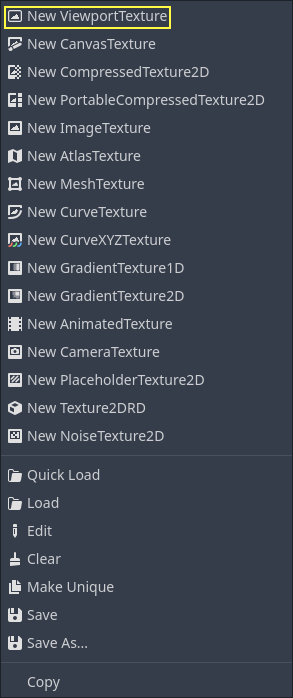 New ViewportTexture
New CanvasTexture
New CompressedTexture2D
New PortableCompressedTexture2D
New ImageTexture
New AtlasTexture
New MeshTexture
New CurveTexture
New CurveXYZTexture
New GradientTexture1D
New GradientTexture2D
New AnimatedTexture
New CameraTexture
New PlaceholderTexture2D
New Texture2DRD
New NoiseTexture2D
Quick Load
Load
Edit
Clear
Make Unique
Save
Save As...
Copy